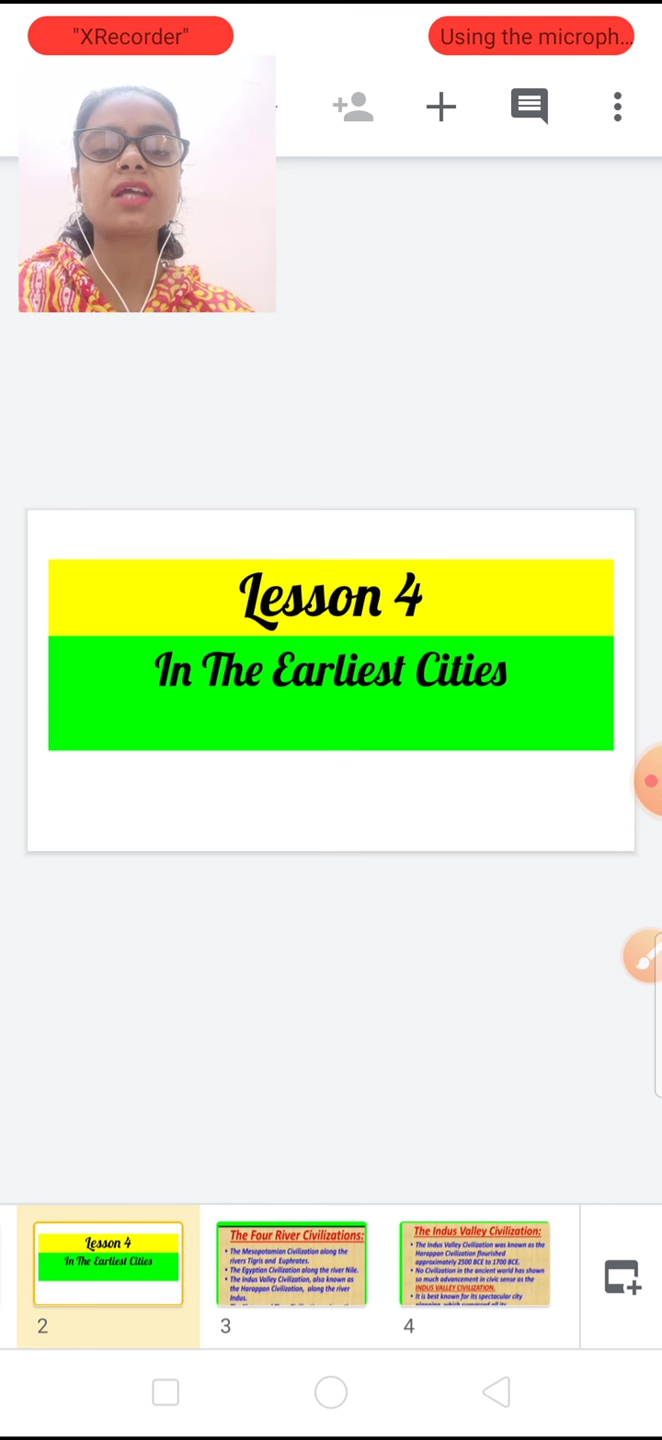 "XRecorder"
Using the microph...
Lesson 4
In The Earliest Cities
Lesson 4
In The Earliest Cities
2
The Four River Civilizations:
• The Mesopotamian Civilization along the
rivers Tigris and Euphrates.
• The Egyptian Civilization along the river Nile.
• The Indus Valley Civilization, also known as
the Harappan Civilization, along the river
Indus.
3
The Indus Valley Civilization:
• The Indus Valley Civilization was known as the
Harappan Civilization flourished
approximately 2500 BCE to 1700 BCE.
• No Civilization in the ancient world has shown
so much advancement in civic sense as the
INDUS VALLEY CIVILIZATION.
• It is best known for its spectacular city
4